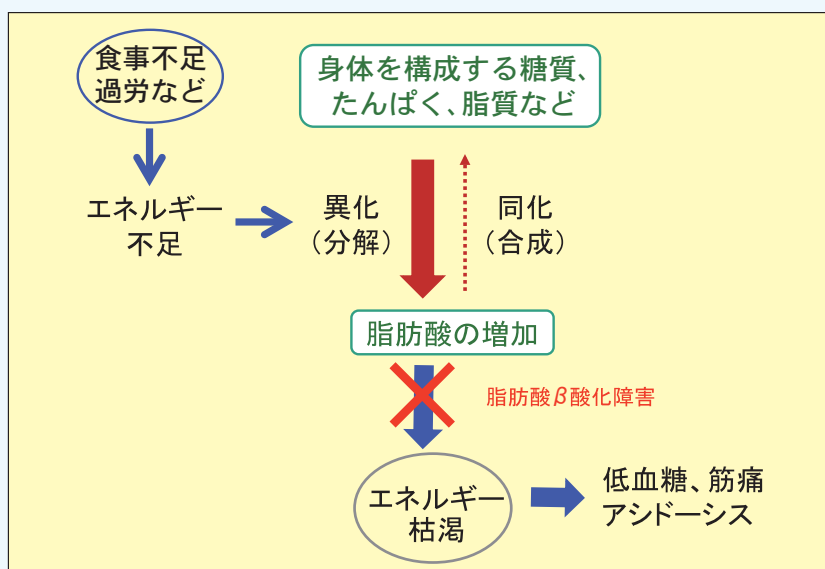 食事不足
過労など
身体を構成する糖質、
たんぱく、脂質など
エネルギー
不足
異化
（分解）
同化
（合成）
脂肪酸の増加
脂肪酸β酸化障害
エネルギー
枯渇
低血糖、筋痛
アシドーシス